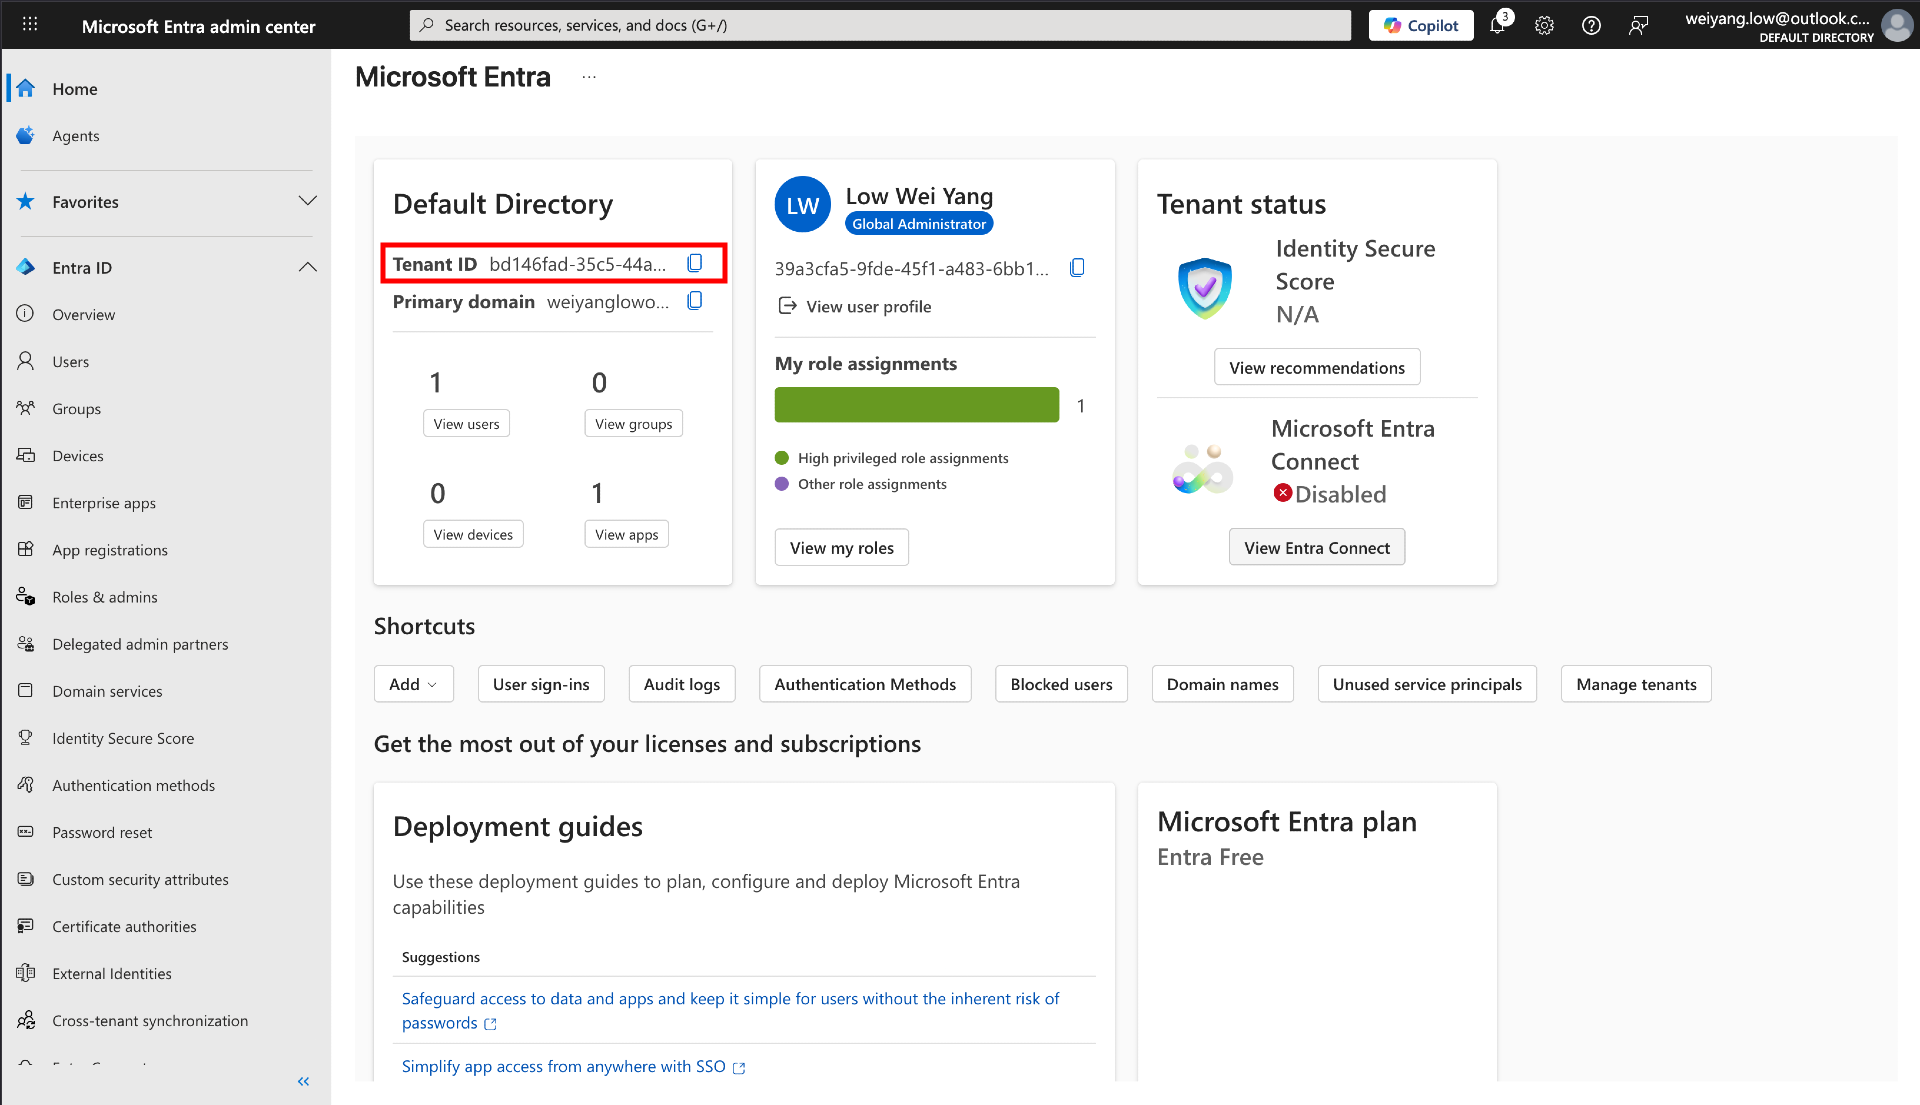 Microsoft Entra admin center
Search resources, services, and docs (G+/)
Copilot
3
weiyang.low@outlook.c...
DEFAULT DIRECTORY
Home
Agents
Favorites
Entra ID
Overview
Users
Groups
Devices
Enterprise apps
App registrations
Roles & admins
Delegated admin partners
Domain services
Identity Secure Score
Authentication methods
Password reset
Custom security attributes
Certificate authorities
External Identities
Cross-tenant synchronization
Microsoft Entra
...
Default Directory
Tenant ID bd146fad-35c5-44a...
Primary domain weiyanglowo...
1
View users
0
View groups
0
View devices
1
View apps
LW
Low Wei Yang
Global Administrator
39a3cfa5-9fde-45f1-a483-6bb1...
View user profile
My role assignments
1
High privileged role assignments
Other role assignments
View my roles
Tenant status
Identity Secure
Score
N/A
View recommendations
Microsoft Entra
Connect
Disabled
View Entra Connect
Shortcuts
Add
User sign-ins
Audit logs
Authentication Methods
Blocked users
Domain names
Unused service principals
Manage tenants
Get the most out of your licenses and subscriptions
Deployment guides
Use these deployment guides to plan, configure and deploy Microsoft Entra
capabilities
Suggestions
Safeguard access to data and apps and keep it simple for users without the inherent risk of
passwords
Simplify app access from anywhere with SSO
Microsoft Entra plan
Entra Free